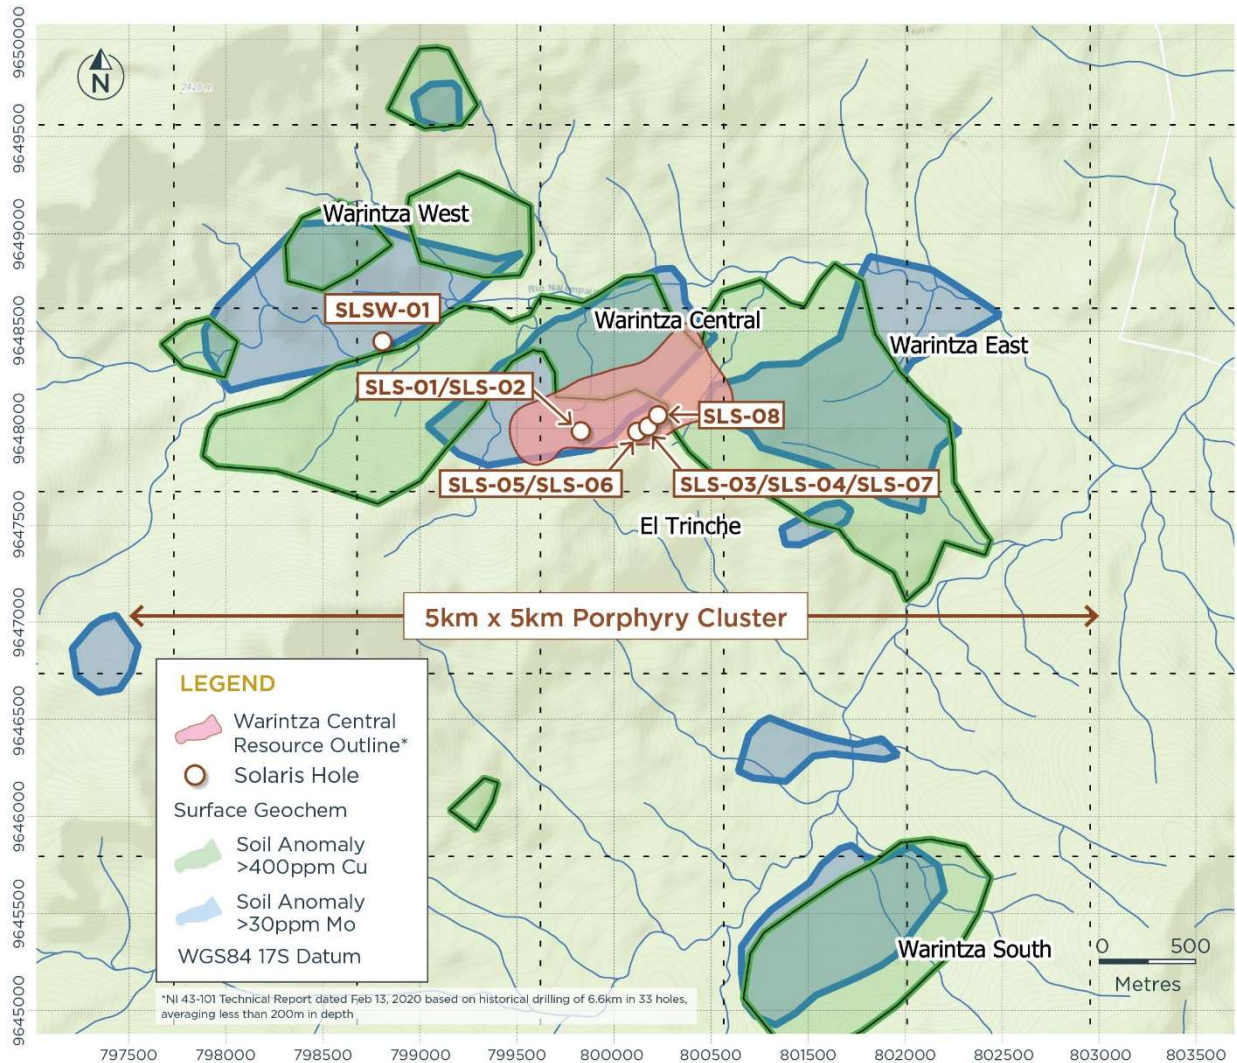 9650000
9649500
9649000
9648500
9648000
9647500
9647000
9646500
9646000
9645500
9645000
N
2428 m
Warintza West
SLSW-01
Warintza Central
Warintza East
SLS-01/SLS-02
SLS-08
SLS-05/SLS-06
SLS-03/SLS-04/SLS-07
El Trinche
5km x 5km Porphyry Cluster
LEGEND
Warintza Central
Resource Outline*
Solaris Hole
Surface Geochem
Soil Anomaly
>400ppm Cu
Soil Anomaly
>30ppm Mo
WGS84 17S Datum
Warintza South
0 500
Metres
*NI 43-101 Technical Report dated Feb 13, 2020 based on historical drilling of 6.6km in 33 holes,
averaging less than 200m in depth
797500 798000 798500 799000 799500 800000 800500 801000 801500 802000 802500 803000 803500